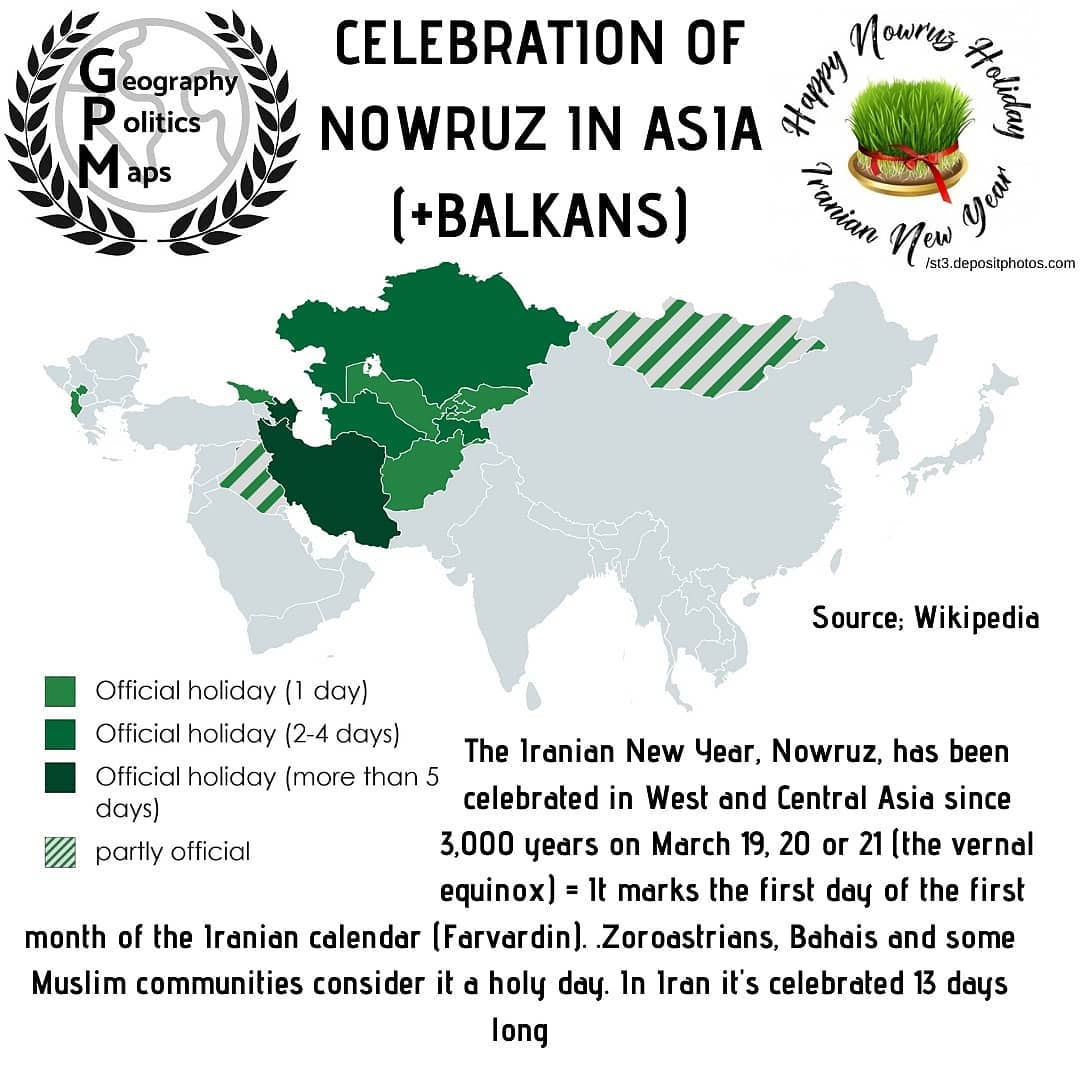 Geography
Politics
Maps
CELEBRATION OF
NOWRUZ IN ASIA
(+BALKANS)
Happy Nowruz Holiday
Iranian New Year
/st3.depositphotos.com
Source; Wikipedia
Official holiday (1 day)
Official holiday (2-4 days)
Official holiday (more than 5
days)
partly official
The Iranian New Year, Nowruz, has been
celebrated in West and Central Asia since
3,000 years on March 19, 20 or 21 (the vernal
equinox) = It marks the first day of the first
month of the Iranian calendar (Farvardin). .Zoroastrians, Bahais and some
Muslim communities consider it a holy day. In Iran it's celebrated 13 days
long